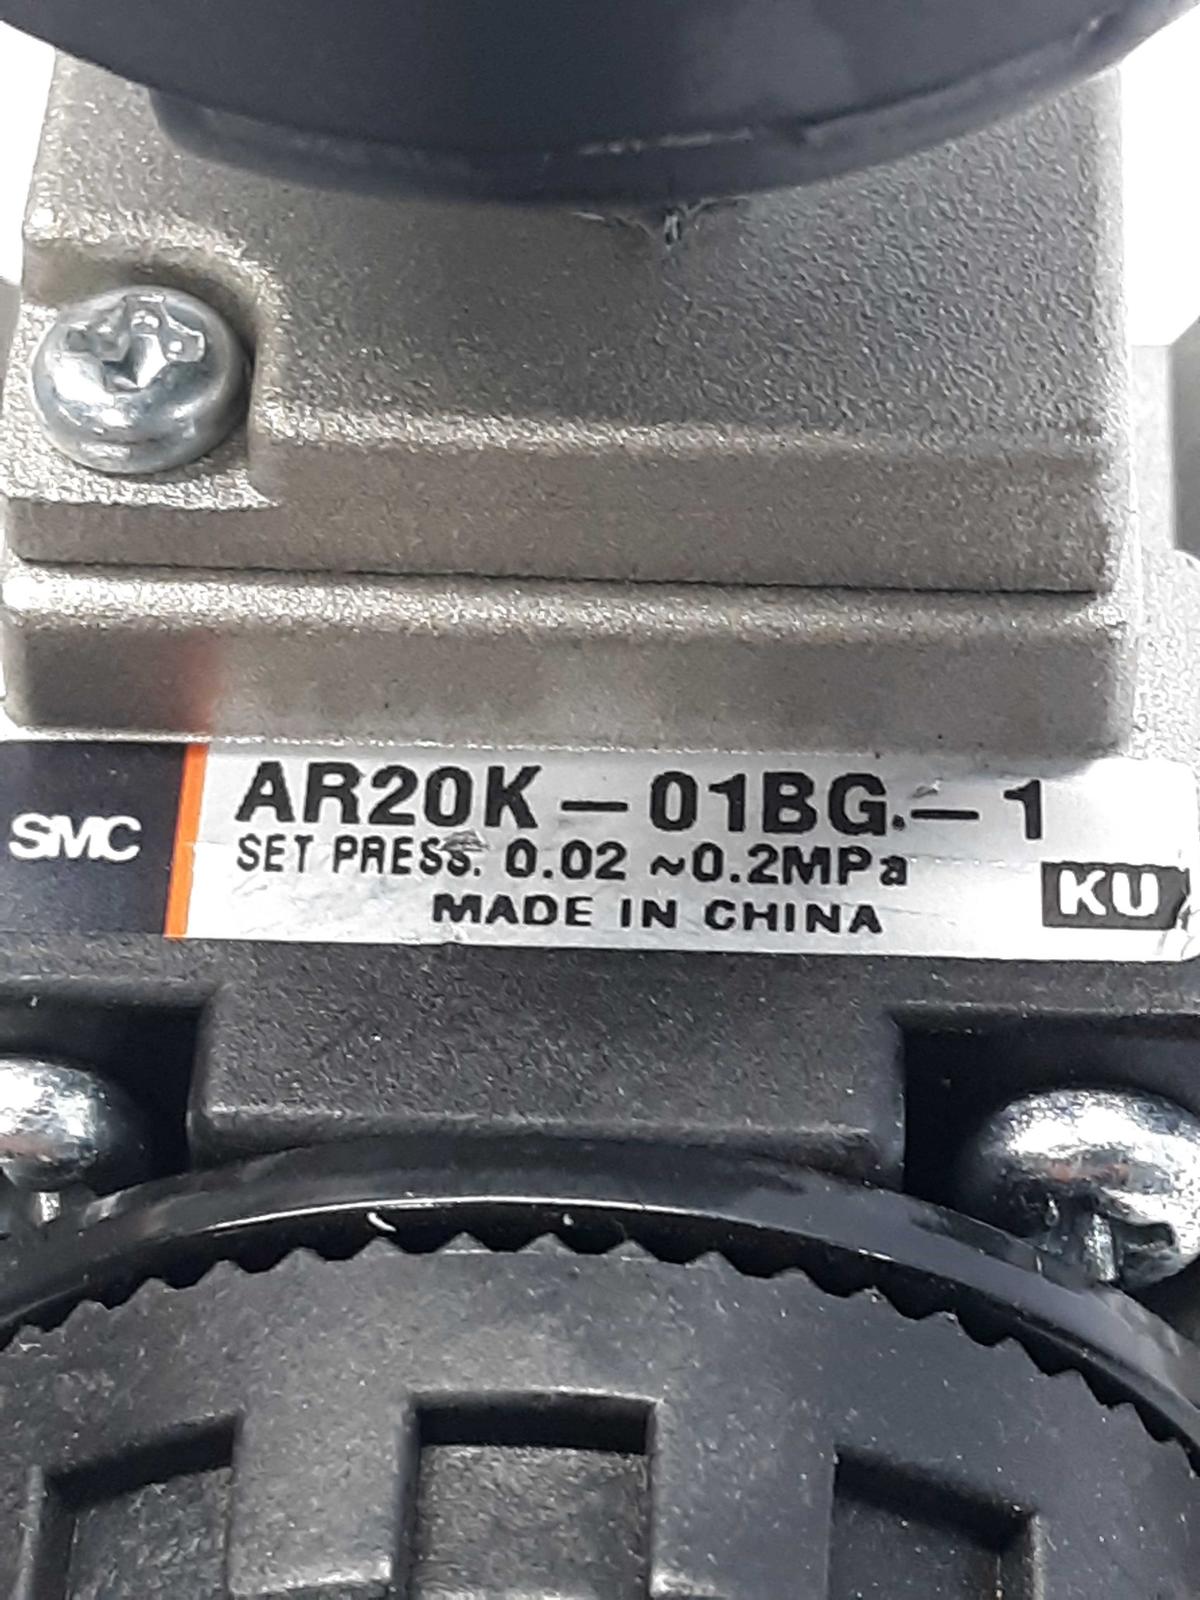 SMC
AR20K-01BG-1
SET PRESS. 0.02 ~0.2MPa
MADE IN CHINA
KU